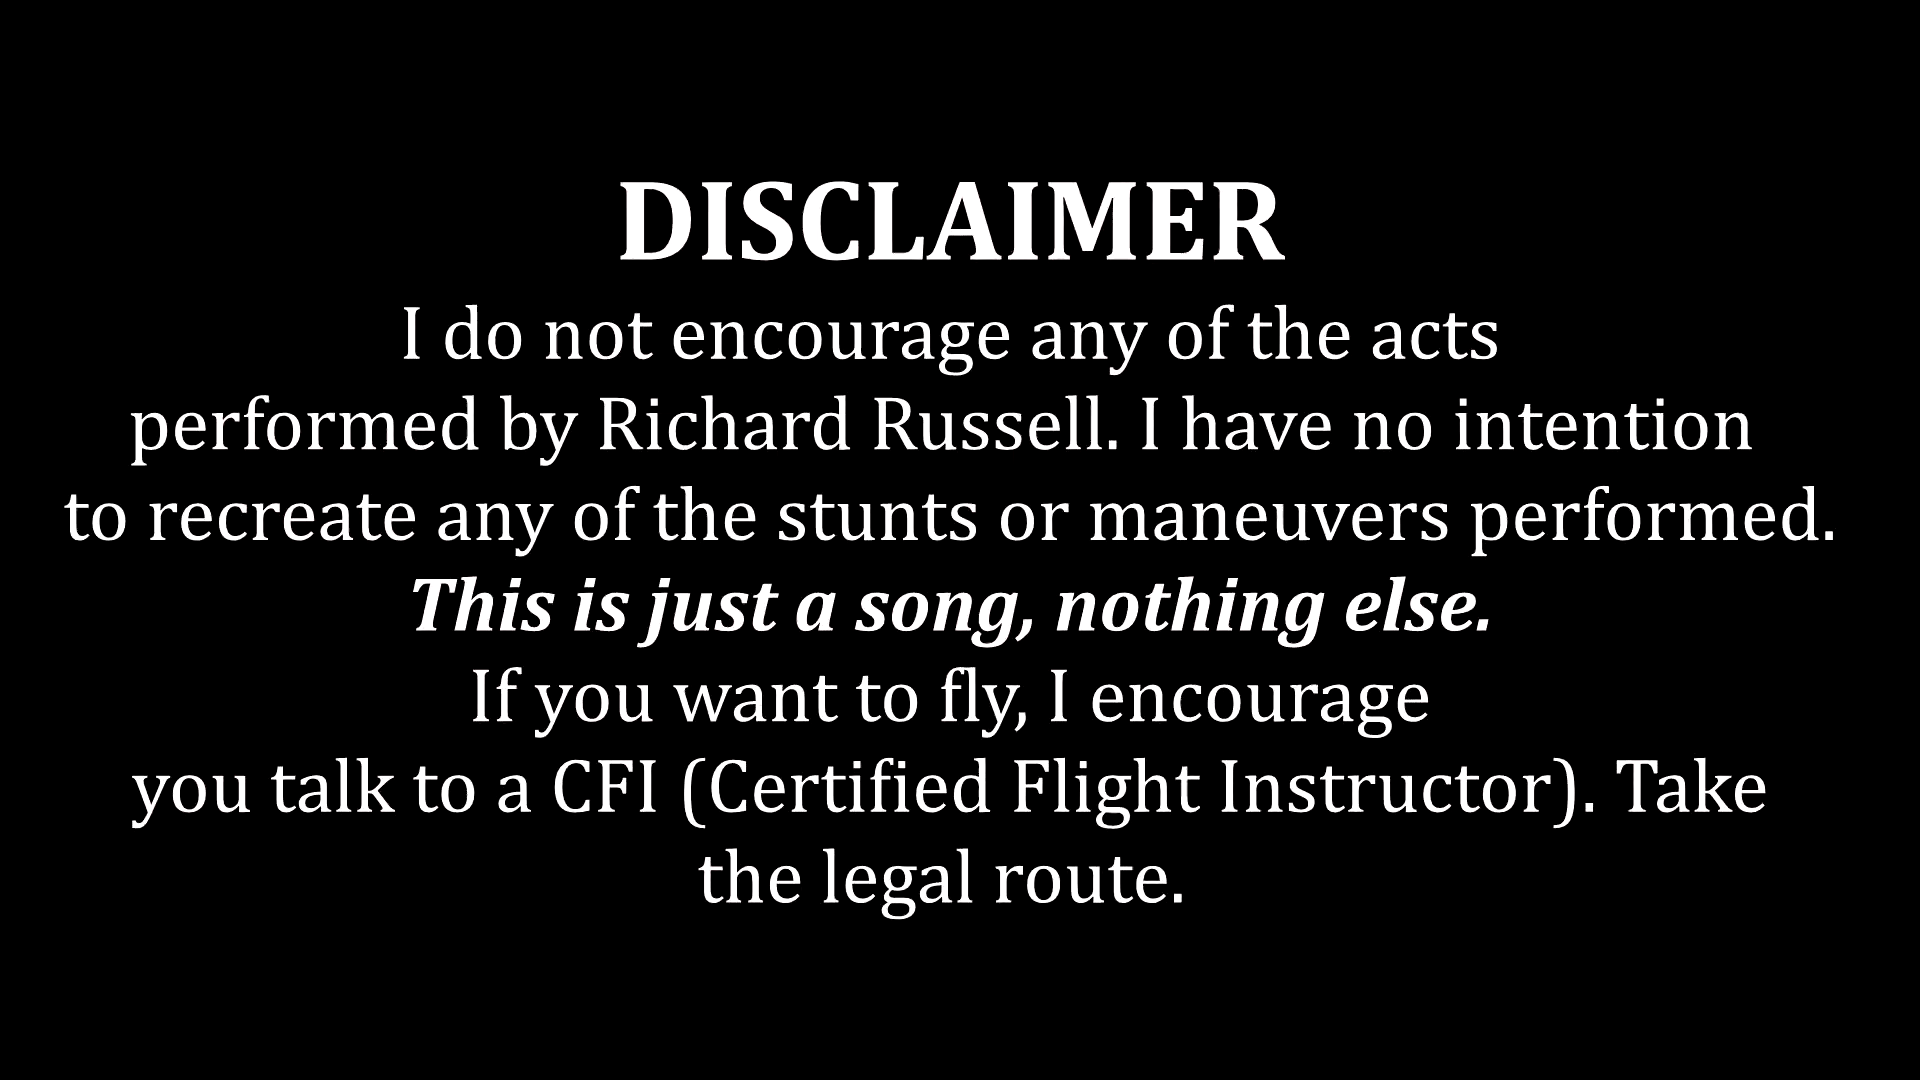 DISCLAIMER
I do not encourage any of the acts
performed by Richard Russell. I have no intention
to recreate any of the stunts or maneuvers performed.
This is just a song, nothing else.
If you want to fly, I encourage
you talk to a CFI (Certified Flight Instructor). Take
the legal route.